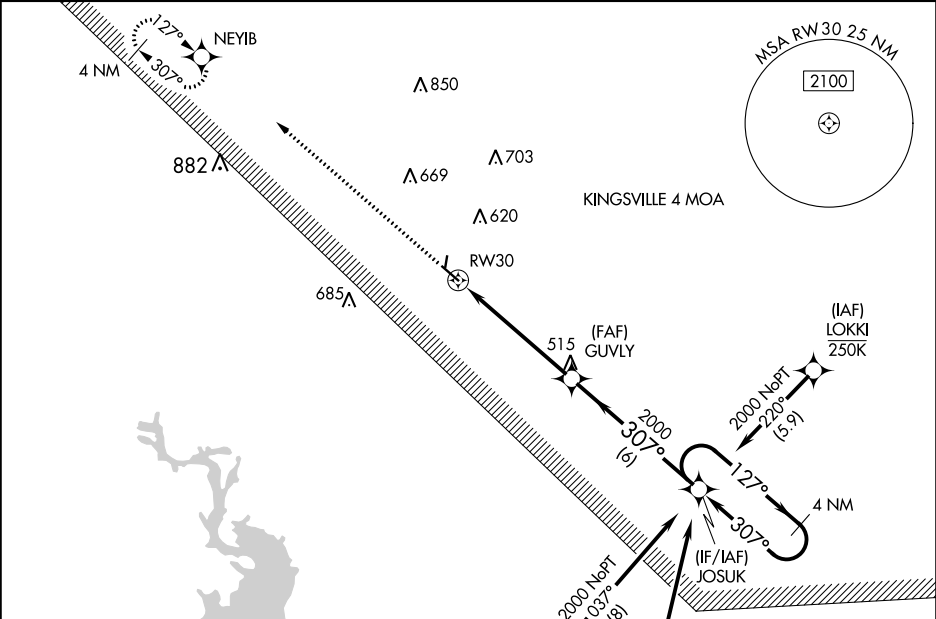 127°
NEYIB
4 NM
307°
MSA RW30 25 NM
2100
850
882
703
669
KINGSVILLE 4 MOA
620
RW30
685
(IAF)
LOKKI
250K
515
(FAF)
GUVLY
2000 NoPT
220°
(5.9)
2000
307°
(6)
127°
4 NM
307°
(IF/IAF)
JOSUK
2000 NoPT
037°
(8)